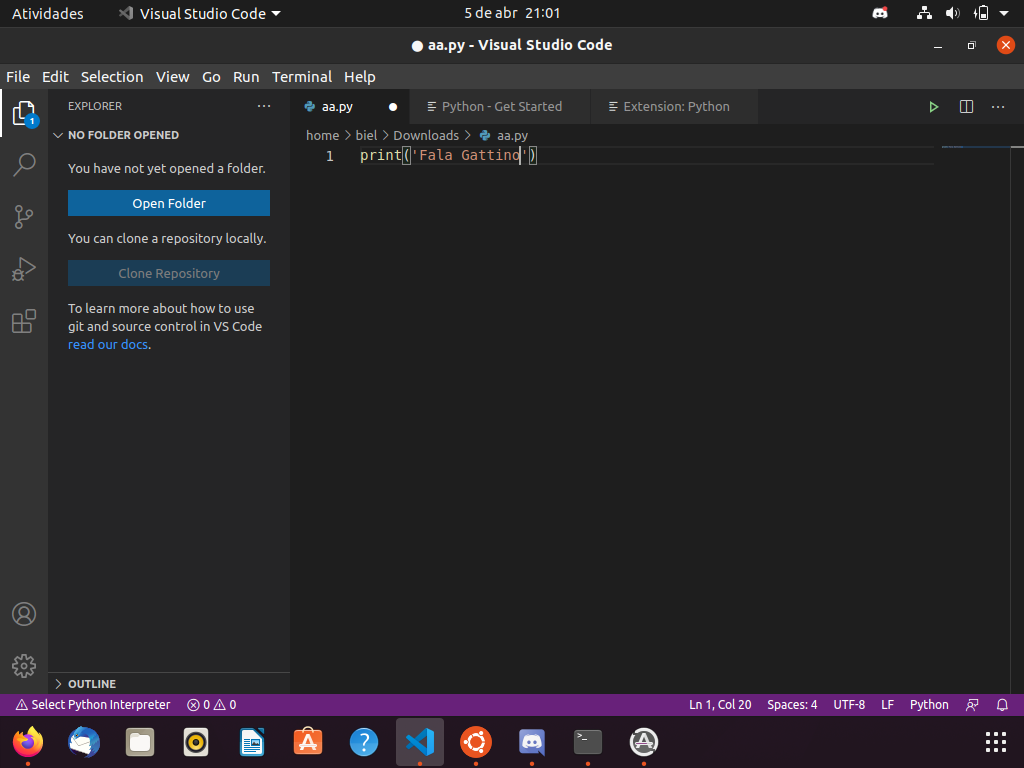 Atividades Visual Studio Code 5 de abr 21:01
aa.py - Visual Studio Code
File Edit Selection View Go Run Terminal Help
EXPLORER
NO FOLDER OPENED
You have not yet opened a folder.
Open Folder
You can clone a repository locally.
Clone Repository
To learn more about how to use
git and source control in VS Code
read our docs.
OUTLINE
aa.py Python - Get Started Extension: Python
home > biel > Downloads > aa.py
1 print('Fala Gattino')
Select Python Interpreter 0 0 Ln 1, Col 20 Spaces: 4 UTF-8 LF Python